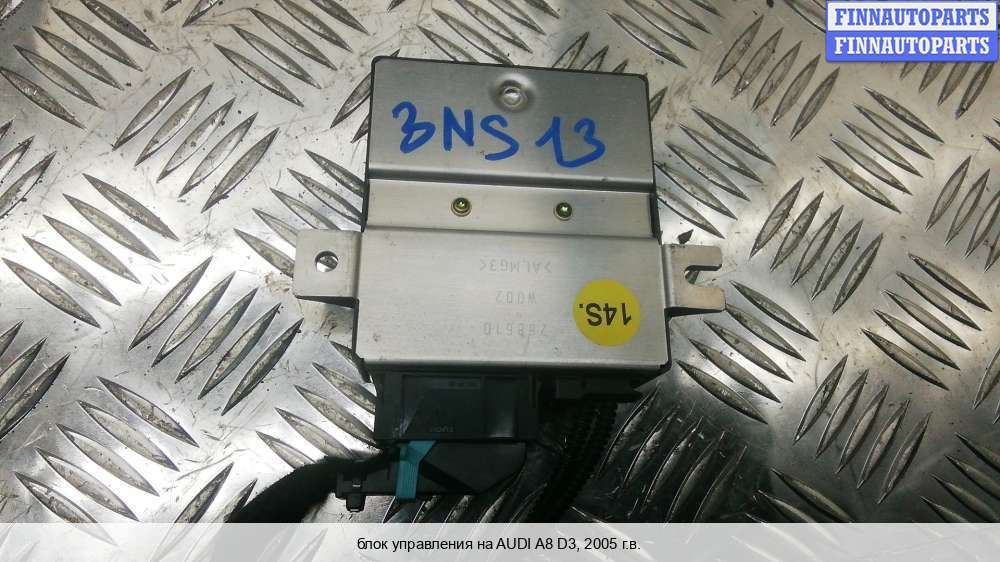 FINNAUTOPARTS
FINNAUTOPARTS
3NS 13
>ALMG3<
W002
14S.
блок управления на AUDI A8 D3, 2005 г.в.